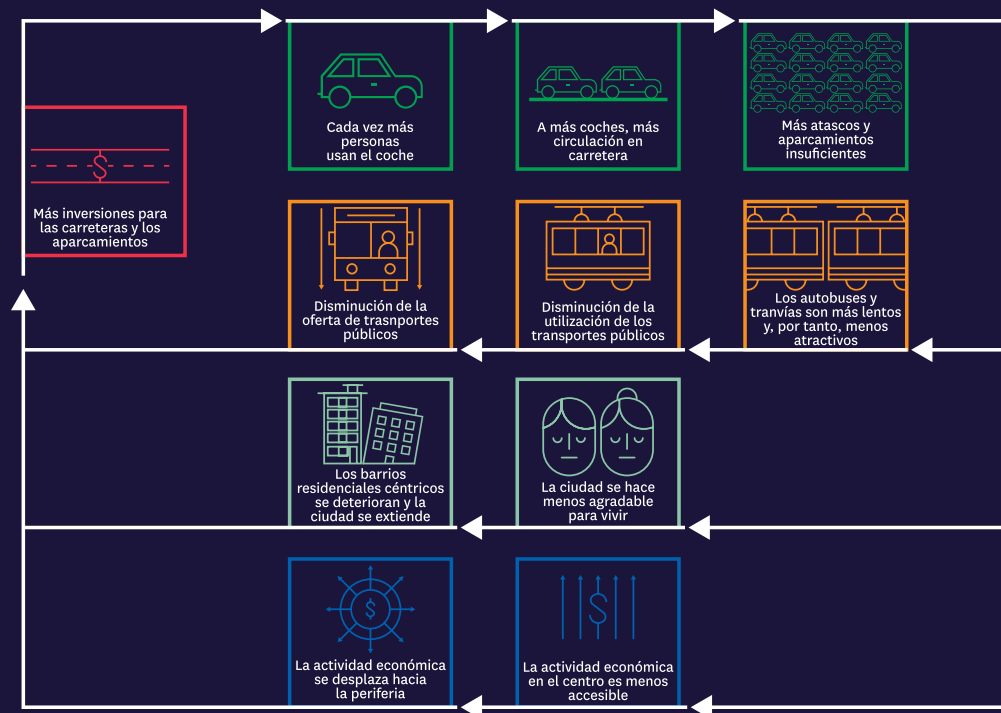 Cada vez más
personas
usan el coche
A más coches, más
circulación en
carretera
Más atascos y
aparcamientos
insuficientes
Más inversiones para
las carreteras y los
aparcamientos
Disminución de la
oferta de trasnportes
públicos
Disminución de la
utilización de los
transportes públicos
Los autobuses y
tranvías son más lentos
y, por tanto, menos
atractivos
Los barrios
residenciales céntricos
se deterioran y la
ciudad se extiende
La ciudad se hace
menos agradable
para vivir
La actividad económica
se desplaza hacia
la periferia
La actividad económica
en el centro es menos
accesible